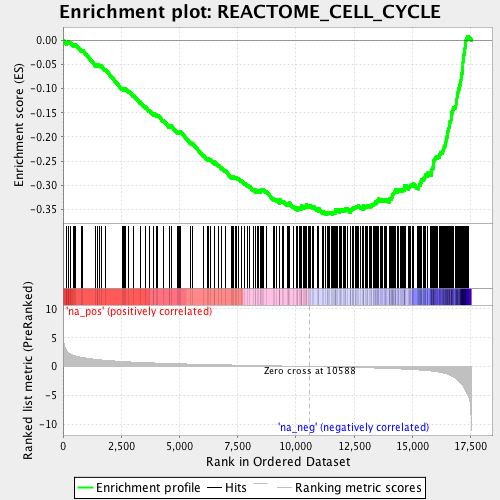 Enrichment plot: REACTOME_CELL_CYCLE
Enrichment score (ES)
0.00
-0.05
-0.10
-0.15
-0.20
-0.25
-0.30
-0.35
Ranked list metric (PreRanked)
10
5
0
-5
-10
'na_pos' (positively correlated)
Zero cross at 10588
'na_neg' (negatively correlated)
0
2,500
5,000
7,500
10,000
12,500
15,000
17,500
Rank in Ordered Dataset
Enrichment profile
Hits
Ranking metric scores